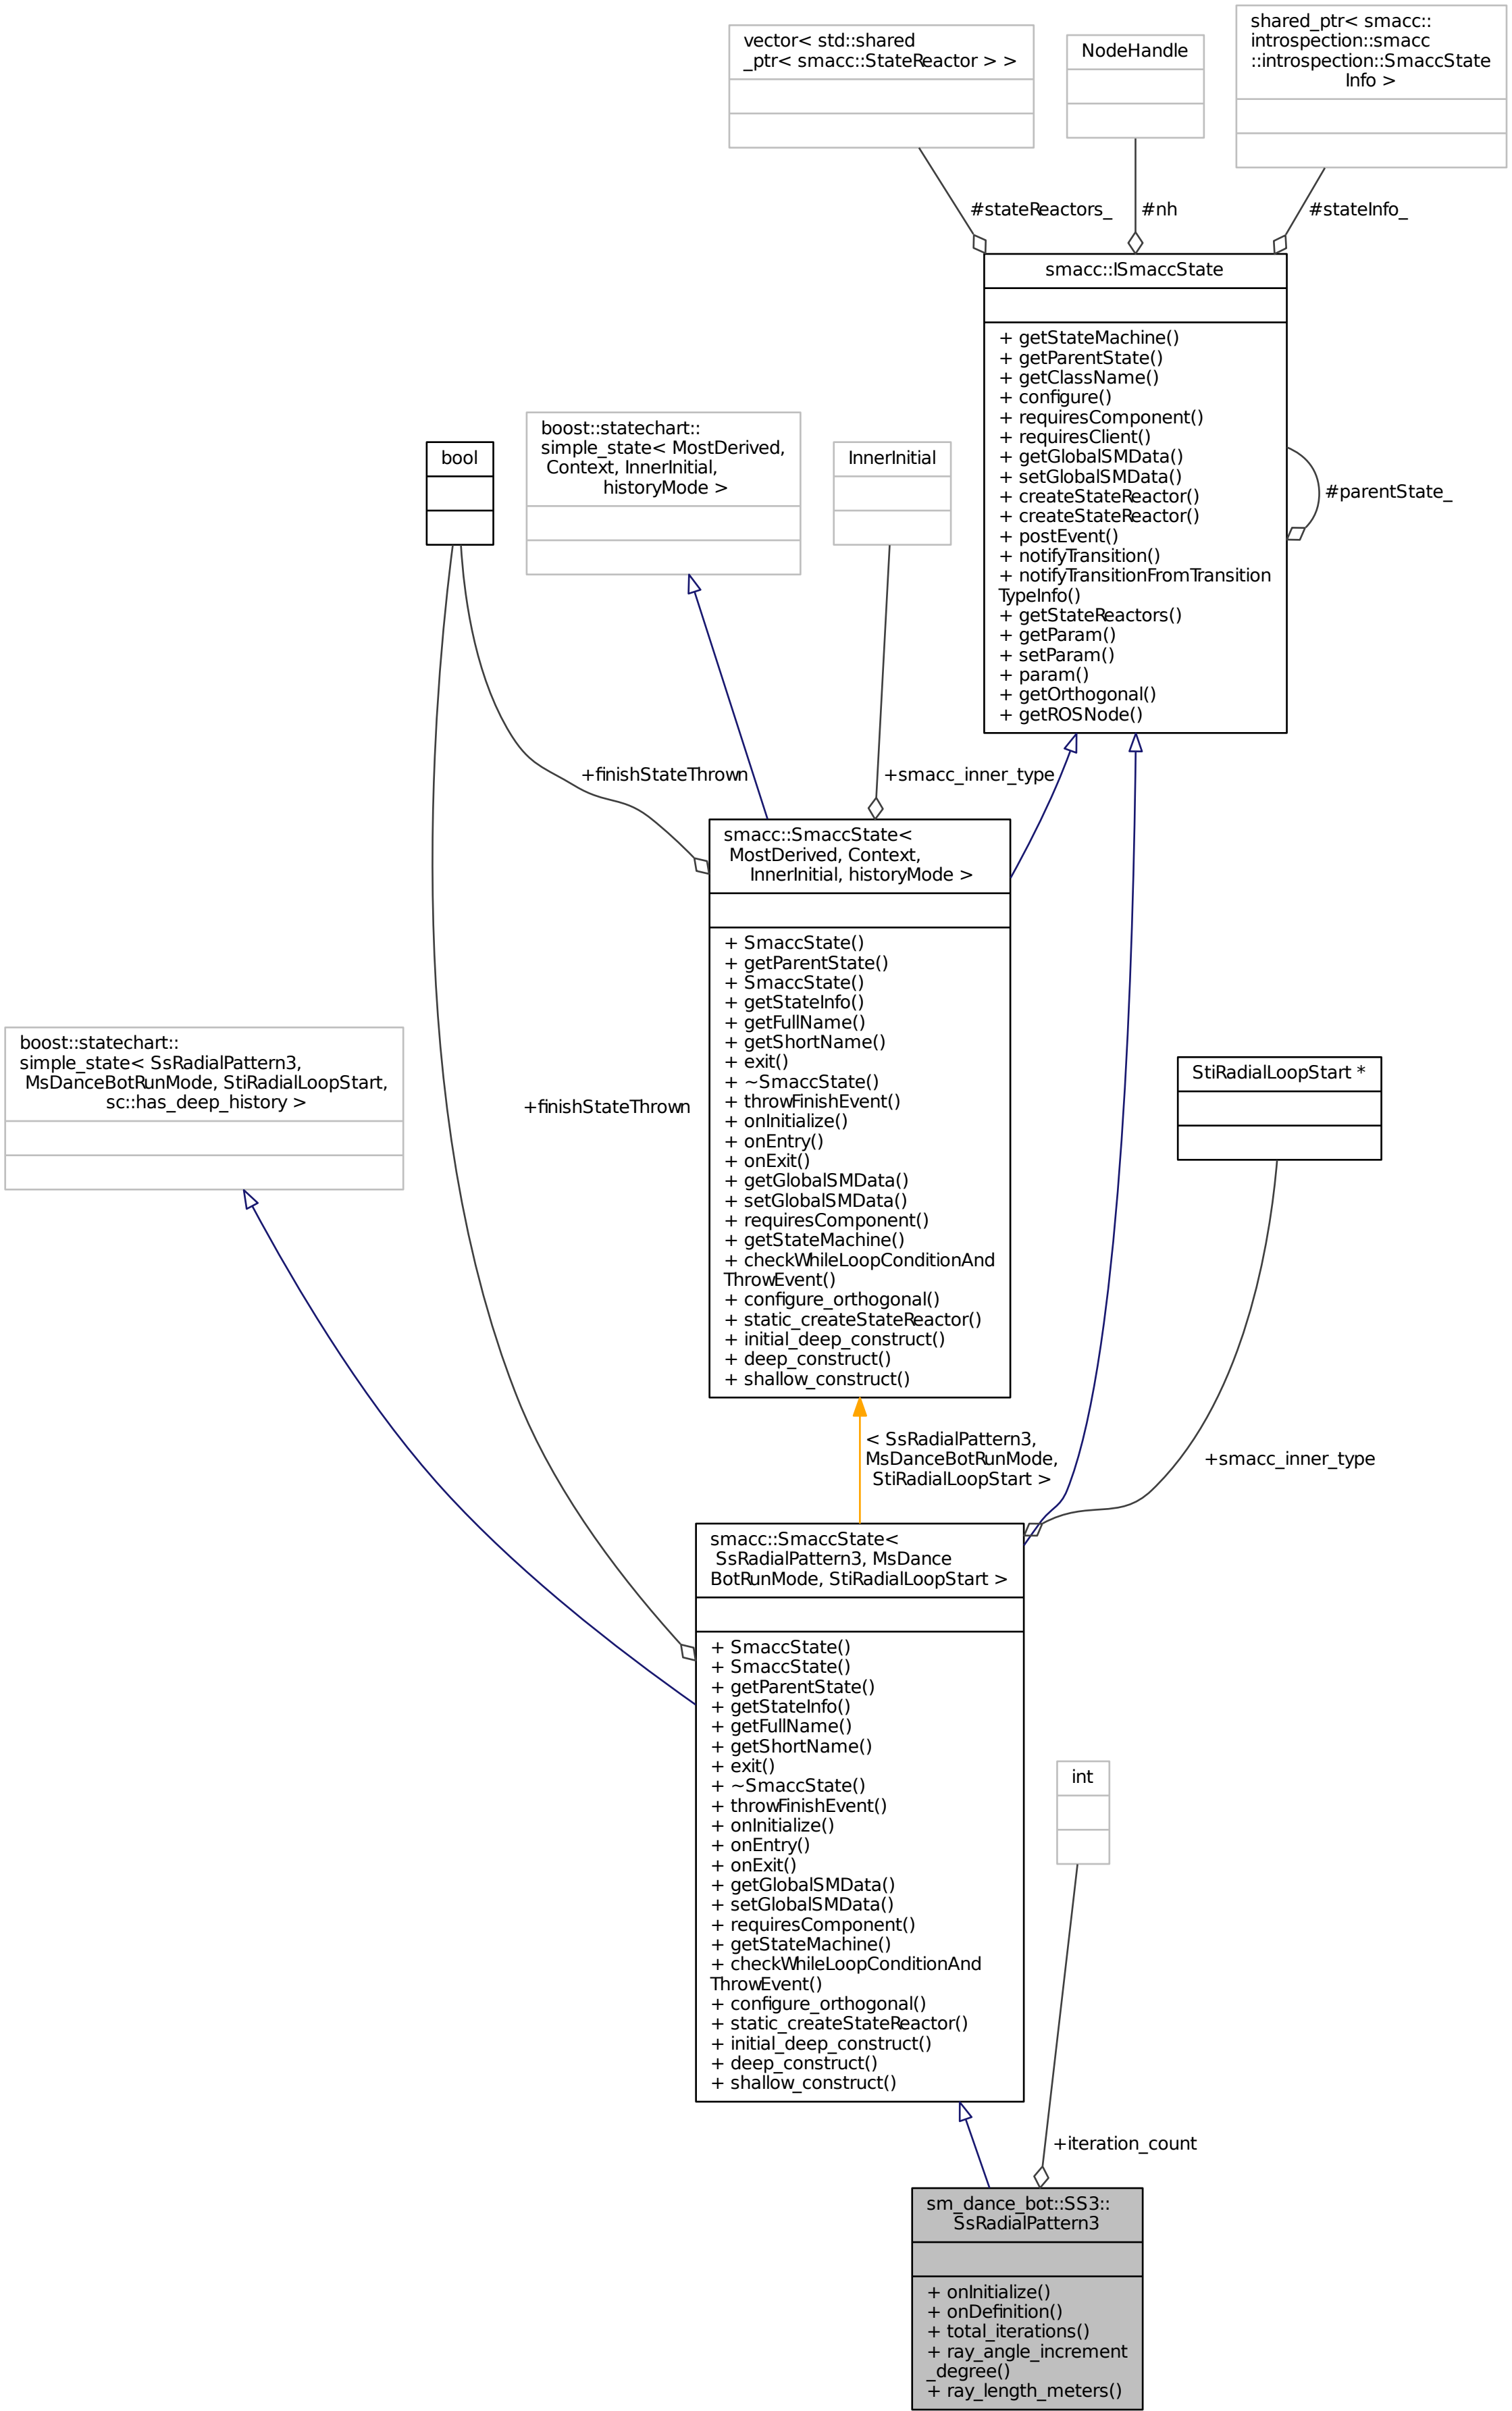 vector< std::shared
_ptr< smacc::StateReactor > >
NodeHandle
shared_ptr< smacc::
introspection::smacc
::introspection::SmaccState
Info >
#stateReactors_
#nh
#stateInfo_
smacc::ISmaccState
+ getStateMachine()
+ getParentState()
+ getClassName()
+ configure()
+ requiresComponent()
+ requiresClient()
+ getGlobalSMData()
+ setGlobalSMData()
+ createStateReactor()
+ createStateReactor()
+ postEvent()
+ notifyTransition()
+ notifyTransitionFromTransition
TypeInfo()
+ getStateReactors()
+ getParam()
+ setParam()
+ param()
+ getOrthogonal()
+ getROSNode()
#parentState_
bool
boost::statechart::
simple_state< MostDerived,
Context, InnerInitial,
historyMode >
InnerInitial
+finishStateThrown
+smacc_inner_type
smacc::SmaccState<
MostDerived, Context,
InnerInitial, historyMode >
+ SmaccState()
+ getParentState()
+ SmaccState()
+ getStateInfo()
+ getFullName()
+ getShortName()
+ exit()
+ ~SmaccState()
+ throwFinishEvent()
+ onInitialize()
+ onEntry()
+ onExit()
+ getGlobalSMData()
+ setGlobalSMData()
+ requiresComponent()
+ getStateMachine()
+ checkWhileLoopConditionAnd
ThrowEvent()
+ configure_orthogonal()
+ static_createStateReactor()
+ initial_deep_construct()
+ deep_construct()
+ shallow_construct()
boost::statechart::
simple_state< SsRadialPattern3,
MsDanceBotRunMode, StiRadialLoopStart,
sc::has_deep_history >
+finishStateThrown
StiRadialLoopStart *
< SsRadialPattern3,
MsDanceBotRunMode,
StiRadialLoopStart >
+smacc_inner_type
smacc::SmaccState<
SsRadialPattern3, MsDance
BotRunMode, StiRadialLoopStart >
+ SmaccState()
+ SmaccState()
+ getParentState()
+ getStateInfo()
+ getFullName()
+ getShortName()
+ exit()
+ ~SmaccState()
+ throwFinishEvent()
+ onInitialize()
+ onEntry()
+ onExit()
+ getGlobalSMData()
+ setGlobalSMData()
+ requiresComponent()
+ getStateMachine()
+ checkWhileLoopConditionAnd
ThrowEvent()
+ configure_orthogonal()
+ static_createStateReactor()
+ initial_deep_construct()
+ deep_construct()
+ shallow_construct()
int
+iteration_count
sm_dance_bot::SS3::
SsRadialPattern3
+ onInitialize()
+ onDefinition()
+ total_iterations()
+ ray_angle_increment
_degree()
+ ray_length_meters()